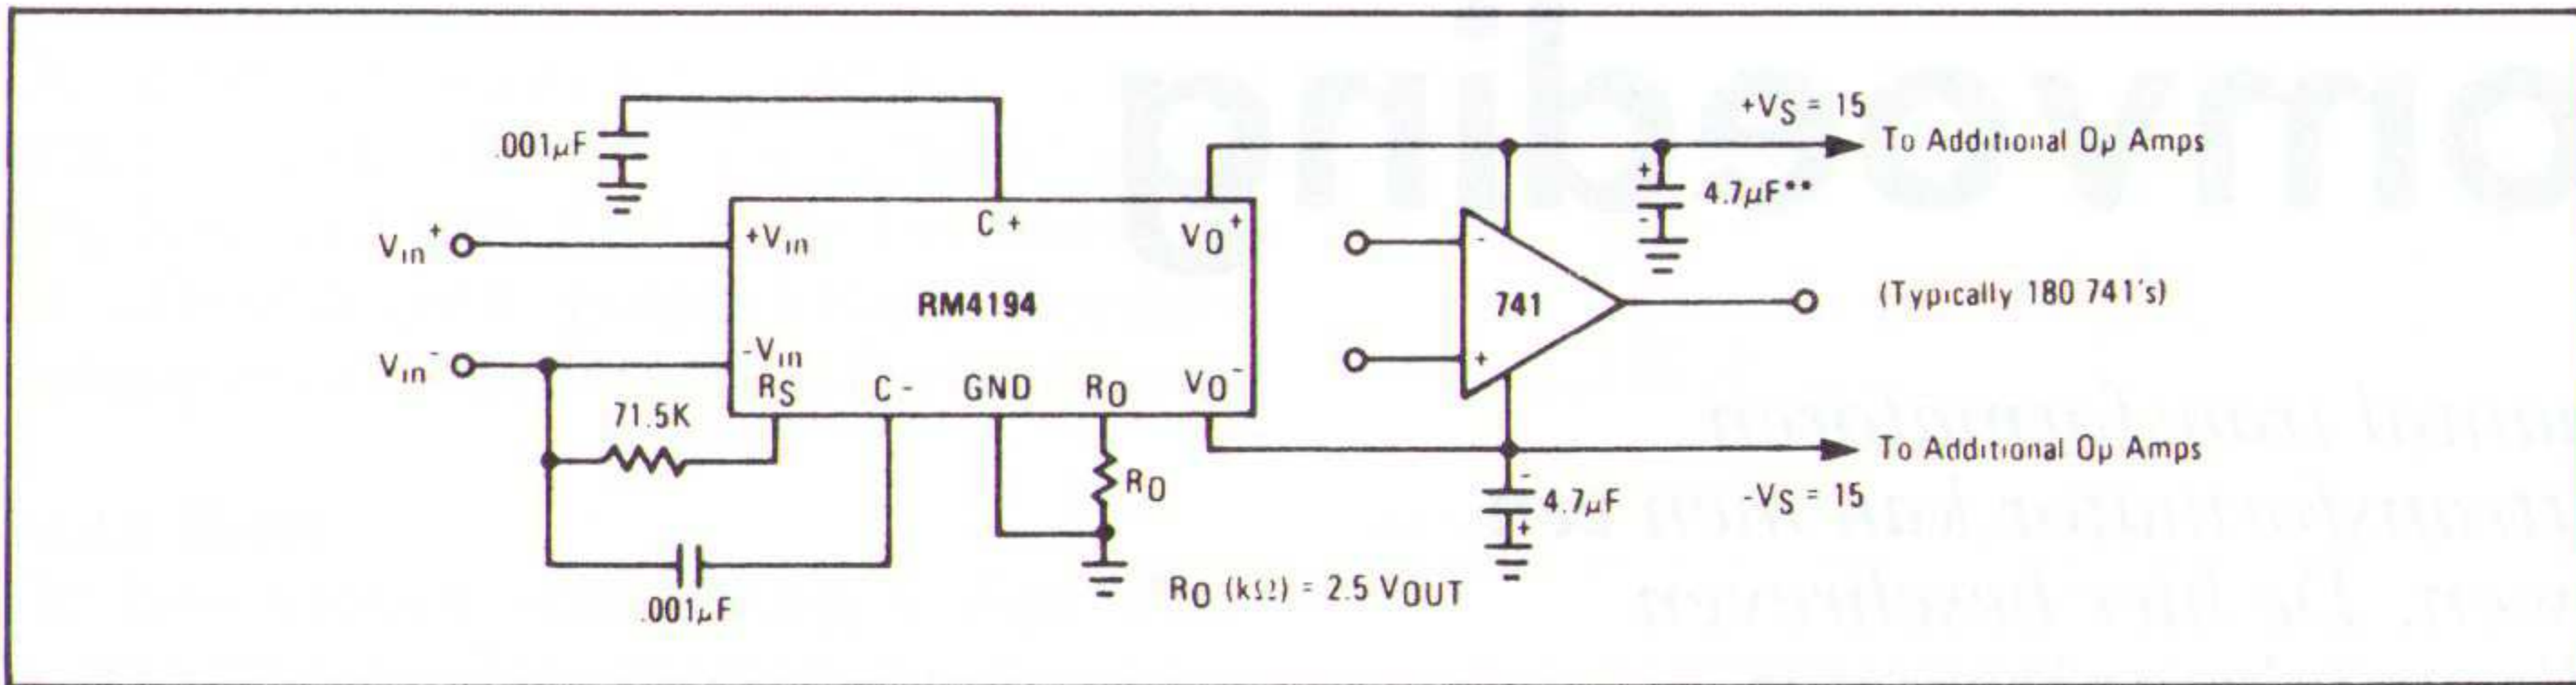 +VS = 15
To Additional Op Amps
.001μF
4.7μF**
+
-
Vin+
+Vin
C+
VO+
-
RM4194
741
(Typically 180 741's)
Vin-
-Vin
RS
C-
GND
RO
VO-
+
71.5K
To Additional Op Amps
RO
4.7μF
-
+
-VS = 15
.001μF
RO (kΩ) = 2.5 VOUT